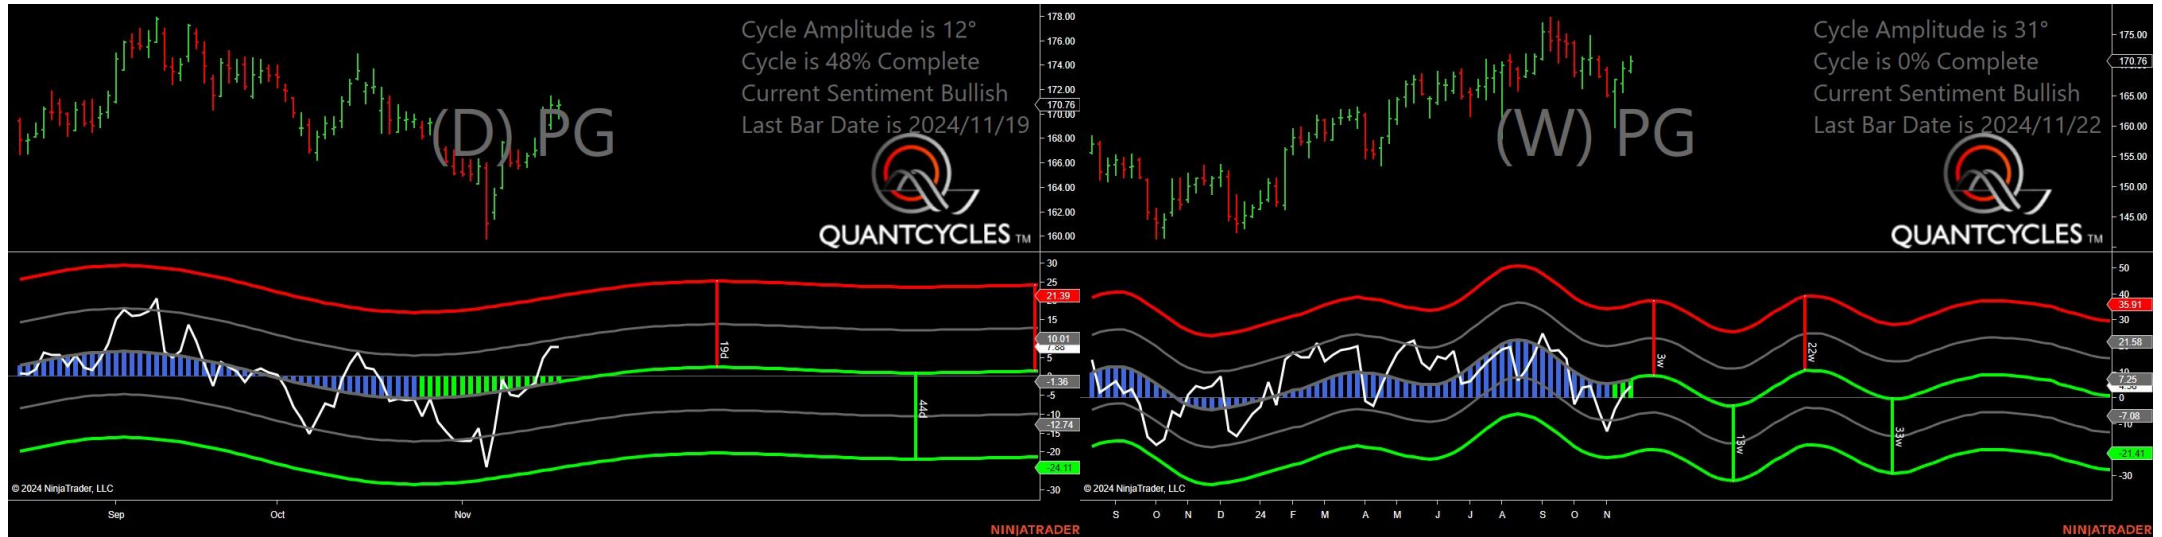 Cycle Amplitude is 12°
Cycle is 48% Complete
Current Sentiment Bullish
Last Bar Date is 2024/11/19
(D) PG
QUANTCYCLES TM
178.00
176.00
174.00
172.00
170.76
170.00
168.00
166.00
164.00
162.00
160.00
30
25
21.39
15
10.01
7.88
5
-1.36
-5
-10
-12.74
-15
-20
-24.11
-30
19d
44d
© 2024 NinjaTrader, LLC
Sep Oct Nov
NINJATRADER
Cycle Amplitude is 31°
Cycle is 0% Complete
Current Sentiment Bullish
Last Bar Date is 2024/11/22
(W) PG
QUANTCYCLES TM
175.00
170.76
165.00
160.00
155.00
150.00
145.00
50
40
35.91
30
21.58
10
7.25
0
-7.08
-10
-21.41
-30
3w
13w
22w
33w
© 2024 NinjaTrader, LLC
S O N D 24 F M A M J J A S O N
NINJATRADER